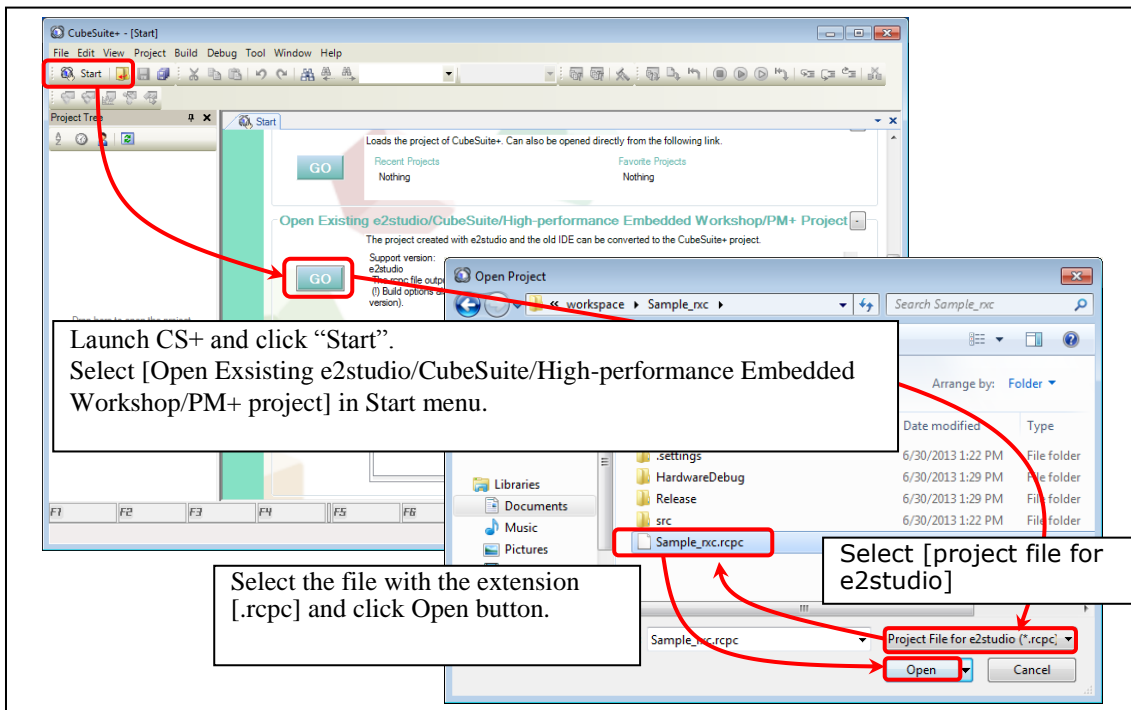 CubeSuite+ - [Start]
File Edit View Project Build Debug Tool Window Help
Start
Project Tree
Start
Loads the project of CubeSuite+. Can also be opened directly from the following link.
GO
Recent Projects
Favorite Projects
Nothing
Nothing
Open Existing e2studio/CubeSuite/High-performance Embedded Workshop/PM+ Project
The project created with e2studio and the old IDE can be converted to the CubeSuite+ project.
Support version:
e2studio
GO
(!) Build options
version).
Open Project
« workspace Sample_rxc
Search Sample_rxc
Launch CS+ and click “Start”.
Select [Open Exsisting e2studio/CubeSuite/High-performance Embedded
Workshop/PM+ project] in Start menu.
Arrange by: Folder
Date modified Type
.settings 6/30/2013 1:22 PM File folder
HardwareDebug 6/30/2013 1:29 PM File folder
Release 6/30/2013 1:29 PM File folder
src 6/30/2013 1:22 PM File folder
Sample_rxc.rcpc
Libraries
Documents
Music
Pictures
F1 F2 F3 F4 F5 F6
Select [project file for
e2studio]
Select the file with the extension
[.rcpc] and click Open button.
Sample_rxc.rcpc
Project File for e2studio (*.rcpc)
Open Cancel